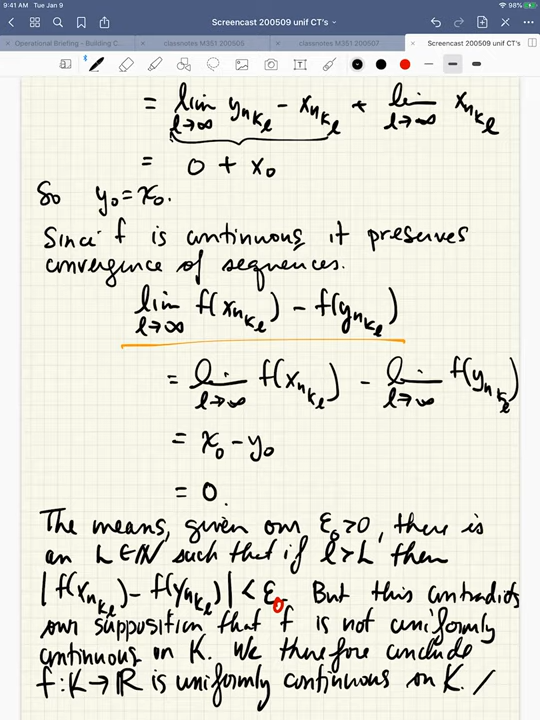 9:41 AM Tue Jan 9
98%
Screencast 200509 unif CT's
Operational Briefing - Building C...
classnotes M351 200505
classnotes M351 200507
Screencast 200509 unif CT's
= lim_{l→∞} y_{n_{k_l}} - x_{n_{k_l}} + lim_{l→∞} x_{n_{k_l}}
= 0 + x₀
So y₀ = x₀.
Since f is continuous, it preserves
convergence of sequences.
lim_{l→∞} f(x_{n_{k_l}}) - f(y_{n_{k_l}})
= lim_{l→∞} f(x_{n_{k_l}}) - lim_{l→∞} f(y_{n_{k_l}})
= x₀ - y₀
= 0.
The means, given our ε₀>0, there is
an L∈ℕ such that if l>L then
|f(x_{n_{k_l}}) - f(y_{n_{k_l}})| < ε₀. But this contradicts
our supposition that f is not uniformly
continuous on K. We therefore conclude
f: K→ℝ is uniformly continuous on K. /